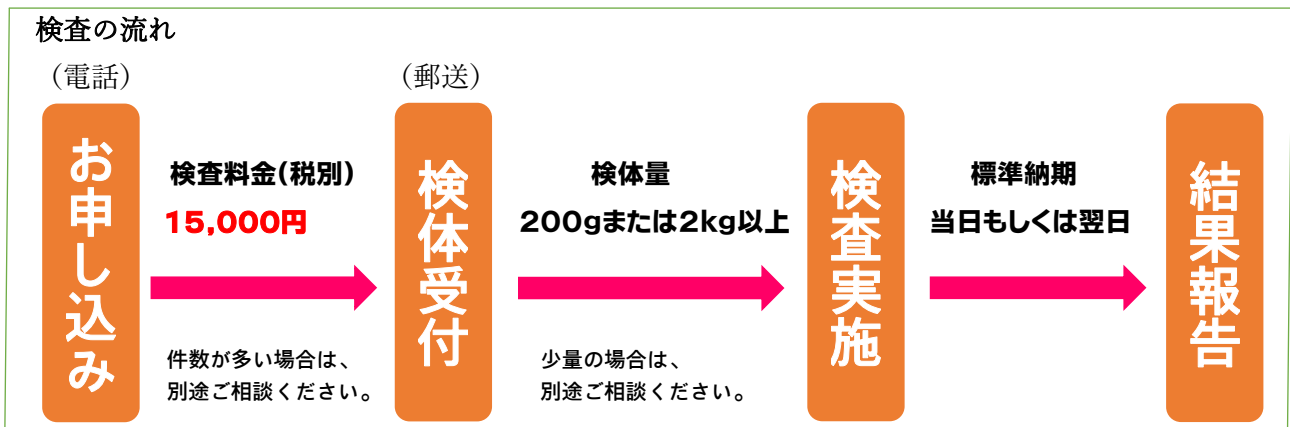 検査の流れ
（電話）
お申し込み
検査料金(税別)
15,000円
件数が多い場合は、
別途ご相談ください。
（郵送）
検体受付
検体量
200gまたは2kg以上
少量の場合は、
別途ご相談ください。
検査実施
標準納期
当日もしくは翌日
結果報告